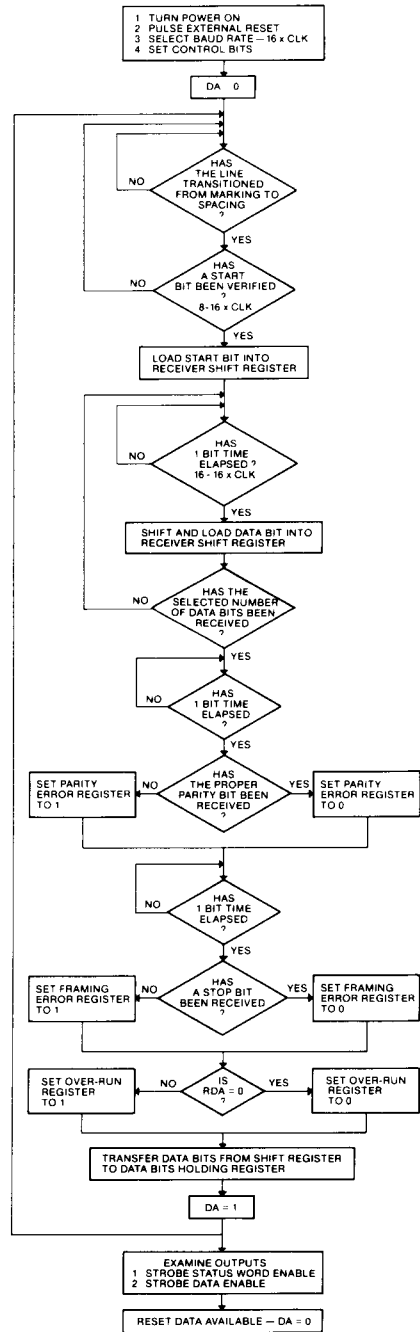 1 TURN POWER ON
2 PULSE EXTERNAL RESET
3 SELECT BAUD RATE — 16 x CLK
4 SET CONTROL BITS
DA 0
HAS
THE LINE
TRANSITIONED
FROM MARKING TO
SPACING
?
NO
YES
HAS
A START
BIT BEEN VERIFIED
?
8-16 x CLK
NO
YES
LOAD START BIT INTO
RECEIVER SHIFT REGISTER
HAS
1 BIT TIME
ELAPSED ?
16 - 16 x CLK
NO
YES
SHIFT AND LOAD DATA BIT INTO
RECEIVER SHIFT REGISTER
HAS THE
SELECTED NUMBER
OF DATA BITS BEEN
RECEIVED
?
NO
YES
HAS
1 BIT TIME
ELAPSED
?
NO
YES
HAS
THE PROPER
PARITY BIT BEEN
RECEIVED
?
NO
YES
SET PARITY
ERROR REGISTER
TO 1
SET PARITY
ERROR REGISTER
TO 0
HAS
1 BIT TIME
ELAPSED
?
NO
YES
HAS
A STOP BIT
BEEN RECEIVED
?
NO
YES
SET FRAMING
ERROR REGISTER
TO 1
SET FRAMING
ERROR REGISTER
TO 0
IS
RDA = 0
?
NO
YES
SET OVER-RUN
REGISTER
TO 1
SET OVER-RUN
REGISTER
TO 0
TRANSFER DATA BITS FROM SHIFT REGISTER
TO DATA BITS HOLDING REGISTER
DA = 1
EXAMINE OUTPUTS
1 STROBE STATUS WORD ENABLE
2 STROBE DATA ENABLE
RESET DATA AVAILABLE — DA = 0